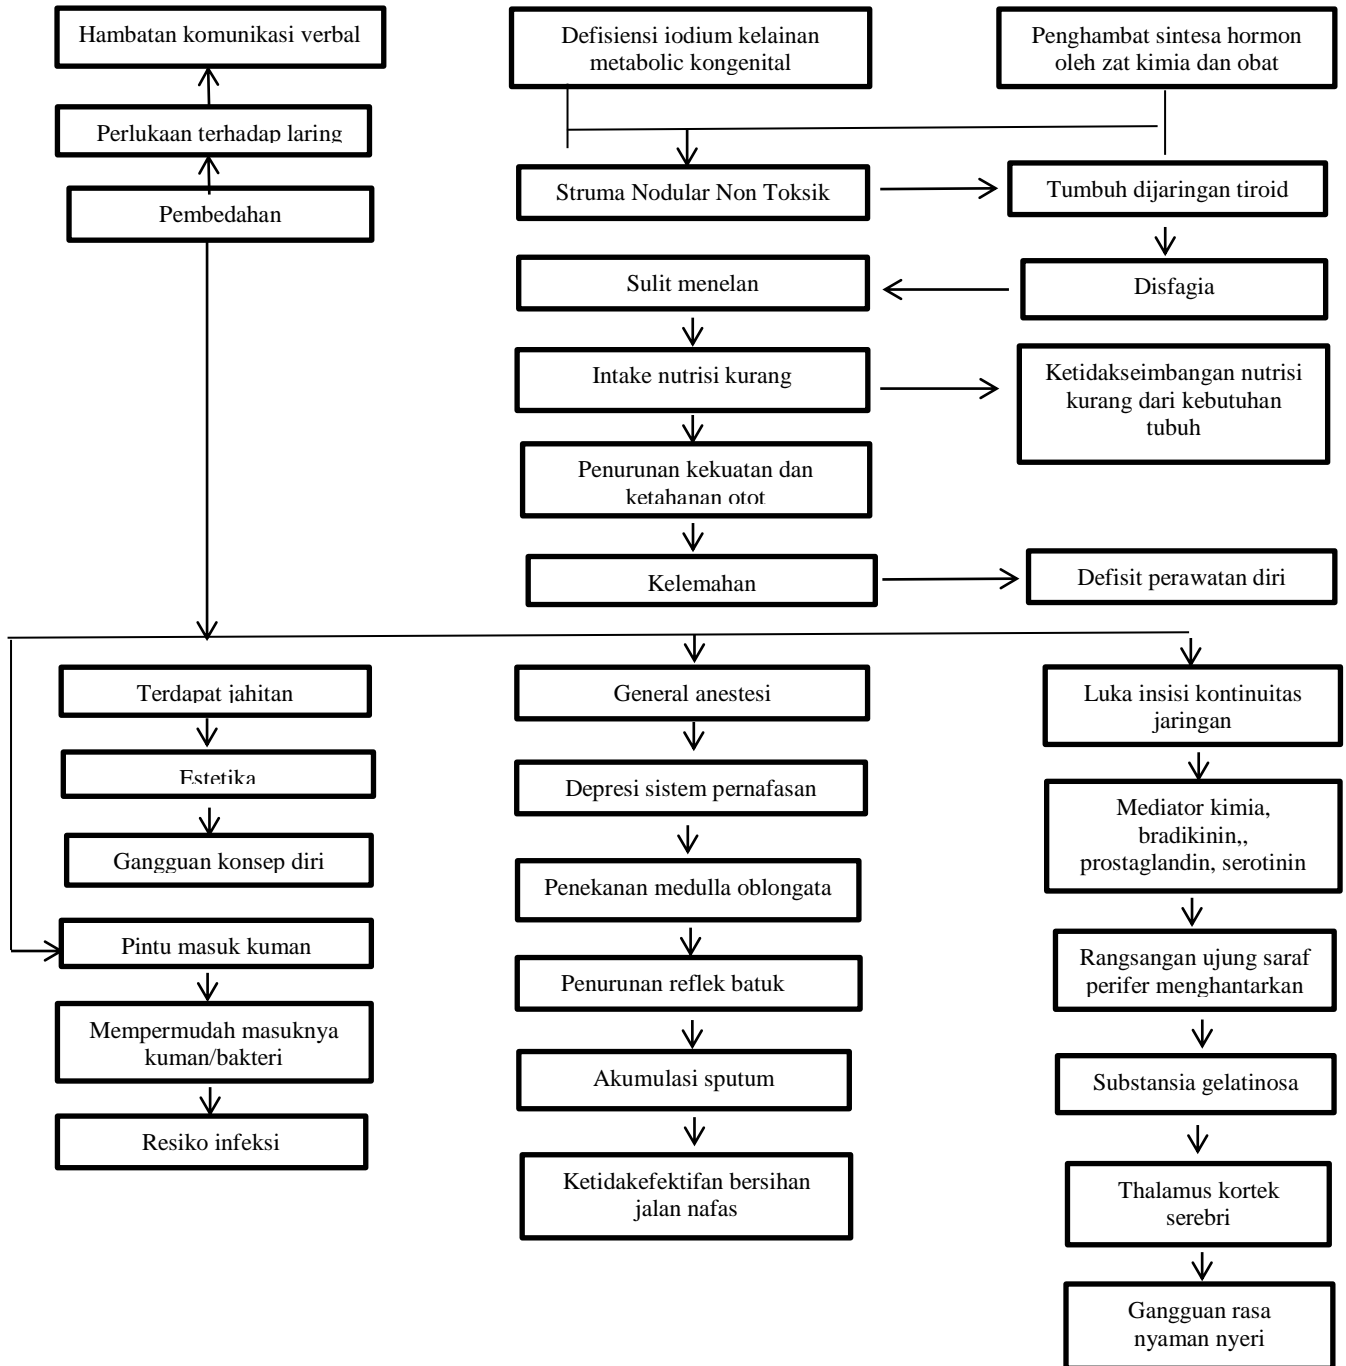 Hambatan komunikasi verbal
Perlukaan terhadap laring
Pembedahan
Defisiensi iodium kelainan
metabolic kongenital
Penghambat sintesa hormon
oleh zat kimia dan obat
Struma Nodular Non Toksik
Tumbuh dijaringan tiroid
Sulit menelan
Disfagia
Intake nutrisi kurang
Ketidakseimbangan nutrisi
kurang dari kebutuhan
tubuh
Penurunan kekuatan dan
ketahanan otot
Kelemahan
Defisit perawatan diri
Terdapat jahitan
Estetika
Gangguan konsep diri
Pintu masuk kuman
Mempermudah masuknya
kuman/bakteri
Resiko infeksi
General anestesi
Depresi sistem pernafasan
Penekanan medulla oblongata
Penurunan reflek batuk
Akumulasi sputum
Ketidakefektifan bersihan
jalan nafas
Luka insisi kontinuitas
jaringan
Mediator kimia,
bradikinin,,
prostaglandin, serotinin
Rangsangan ujung saraf
perifer menghantarkan
Substansia gelatinosa
Thalamus kortek
serebri
Gangguan rasa
nyaman nyeri